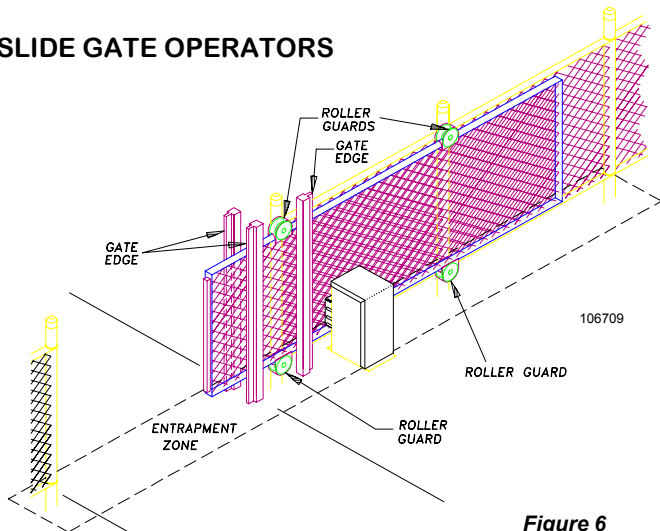 SLIDE GATE OPERATORS
ROLLER
GUARDS
GATE
EDGE
GATE
EDGE
106709
ROLLER GUARD
ROLLER
GUARD
ENTRAPMENT
ZONE
Figure 6